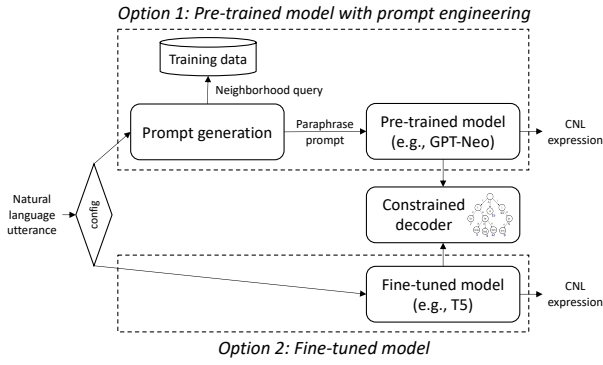 Option 1: Pre-trained model with prompt engineering
Training data
Neighborhood query
Prompt generation
Paraphrase
prompt
Pre-trained model
(e.g., GPT-Neo)
CNL
expression
Natural
language
utterance
config
Constrained
decoder
Fine-tuned model
(e.g., T5)
CNL
expression
Option 2: Fine-tuned model